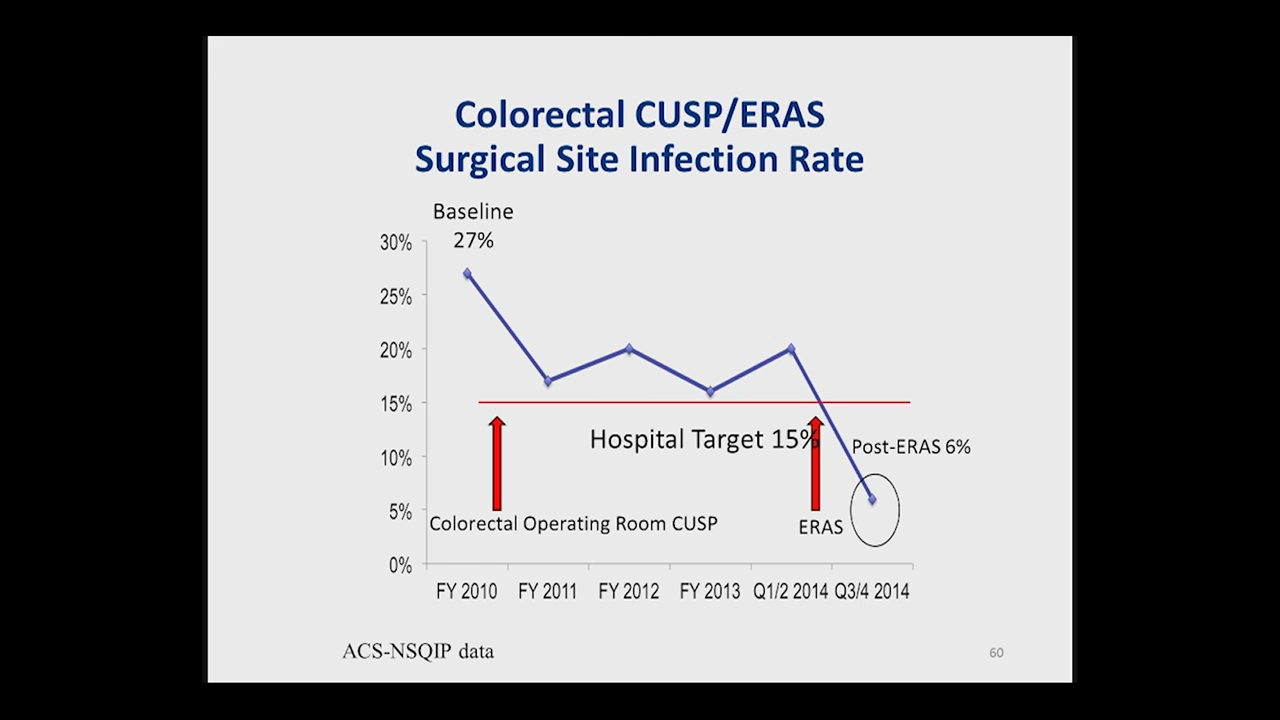 Colorectal CUSP/ERAS
Surgical Site Infection Rate
Baseline
27%
30%
25%
20%
15%
10%
5%
0%
Hospital Target 15%
Post-ERAS 6%
Colorectal Operating Room CUSP
ERAS
FY 2010 FY 2011 FY 2012 FY 2013 Q1/2 2014 Q3/4 2014
ACS-NSQIP data
60